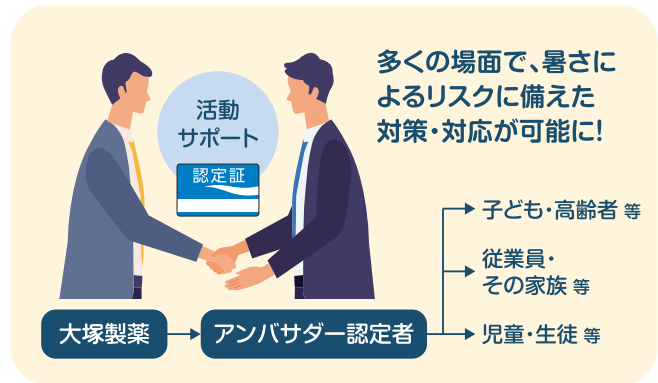 多くの場面で、暑さに
よるリスクに備えた
対策・対応が可能に!
活動
サポート
認定証
子ども・高齢者 等
従業員・
その家族 等
児童・生徒 等
大塚製薬
アンバサダー認定者